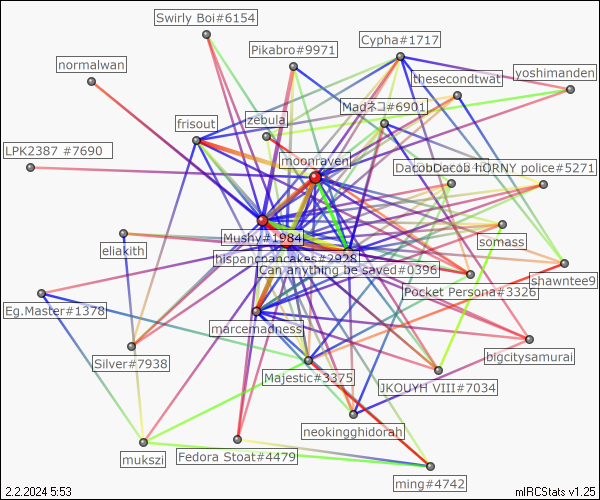 Swirly Boi#6154
Pikabro#9971
Cypha#1717
normalwan
thesecondtwat
yoshimanden
Madネコ#6901
zebula
frisout
LPK2387 #7690
moonraven
DacobDacob HORNY police#5271
Mushy#1984
eliakith
somass
hispancpancakes#2928
Can anything be saved#0396
shawntee9
Pocket Persona#3326
Eg.Master#1378
marcemadness
bigcitysamurai
Silver#7938
Majestic#3375
JKOUYH VIII#7034
neokingghidorah
mukszi
Fedora Stoat#4479
ming#4742
2.2.2024 5:53
mIRCStats v1.25